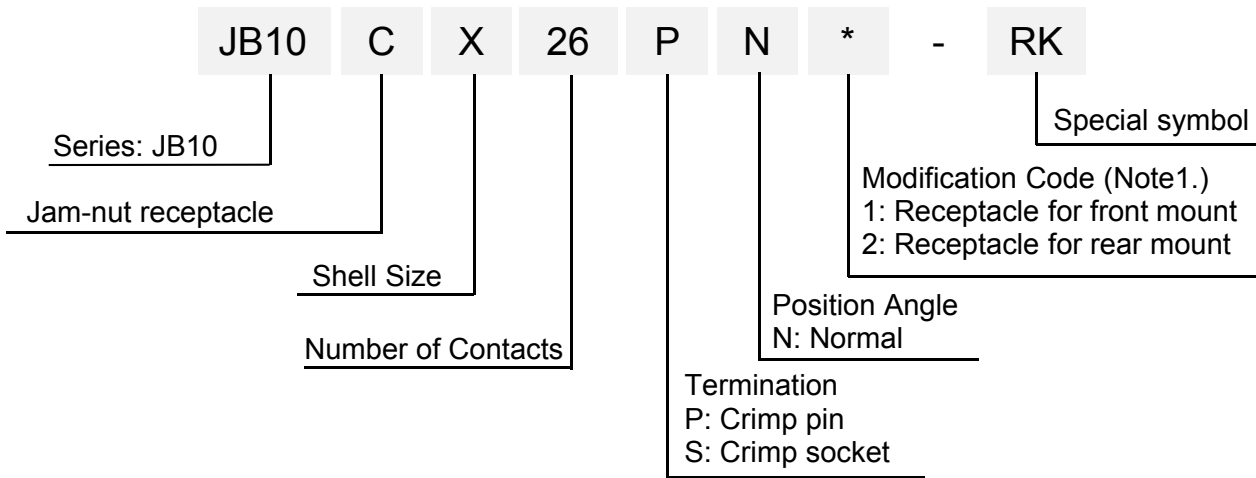 JB10 C X 26 P N * - RK
Special symbol
Series: JB10
Modification Code (Note1.)
1: Receptacle for front mount
2: Receptacle for rear mount
Jam-nut receptacle
Shell Size
Position Angle
N: Normal
Number of Contacts
Termination
P: Crimp pin
S: Crimp socket